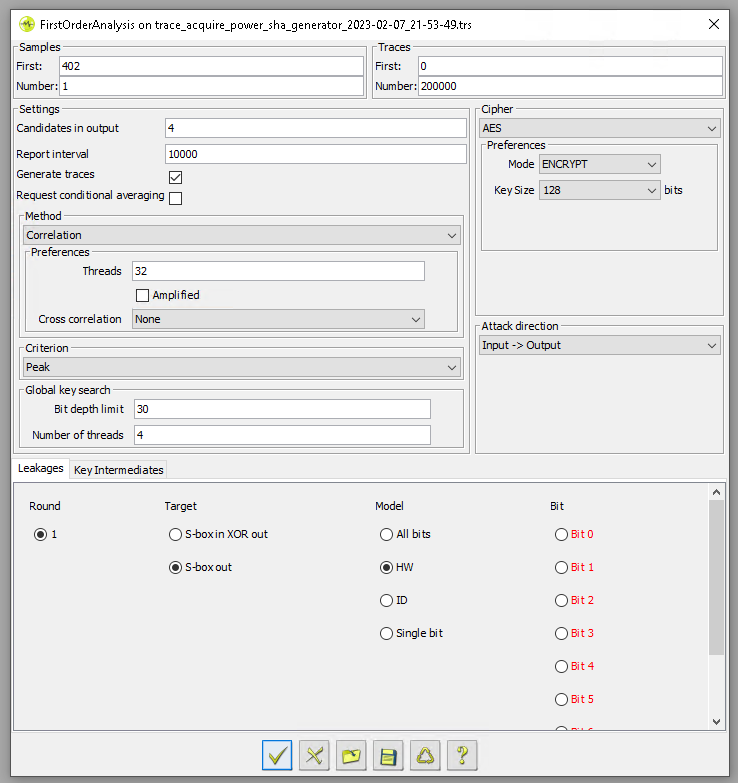 FirstOrderAnalysis on trace_acquire_power_sha_generator_2023-02-07_21-53-49.trs
Samples
First: 402
Number: 1
Traces
First: 0
Number: 200000
Settings
Candidates in output 4
Report interval 10000
Generate traces
Request conditional averaging
Method
Correlation
Preferences
Threads 32
Amplified
Cross correlation None
Criterion
Peak
Global key search
Bit depth limit 30
Number of threads 4
Cipher
AES
Preferences
Mode ENCRYPT
Key Size 128 bits
Attack direction
Input -> Output
Leakages Key Intermediates
Round Target Model Bit
1 S-box in XOR out All bits Bit 0
S-box out HW Bit 1
ID Bit 2
Single bit Bit 3
Bit 4
Bit 5